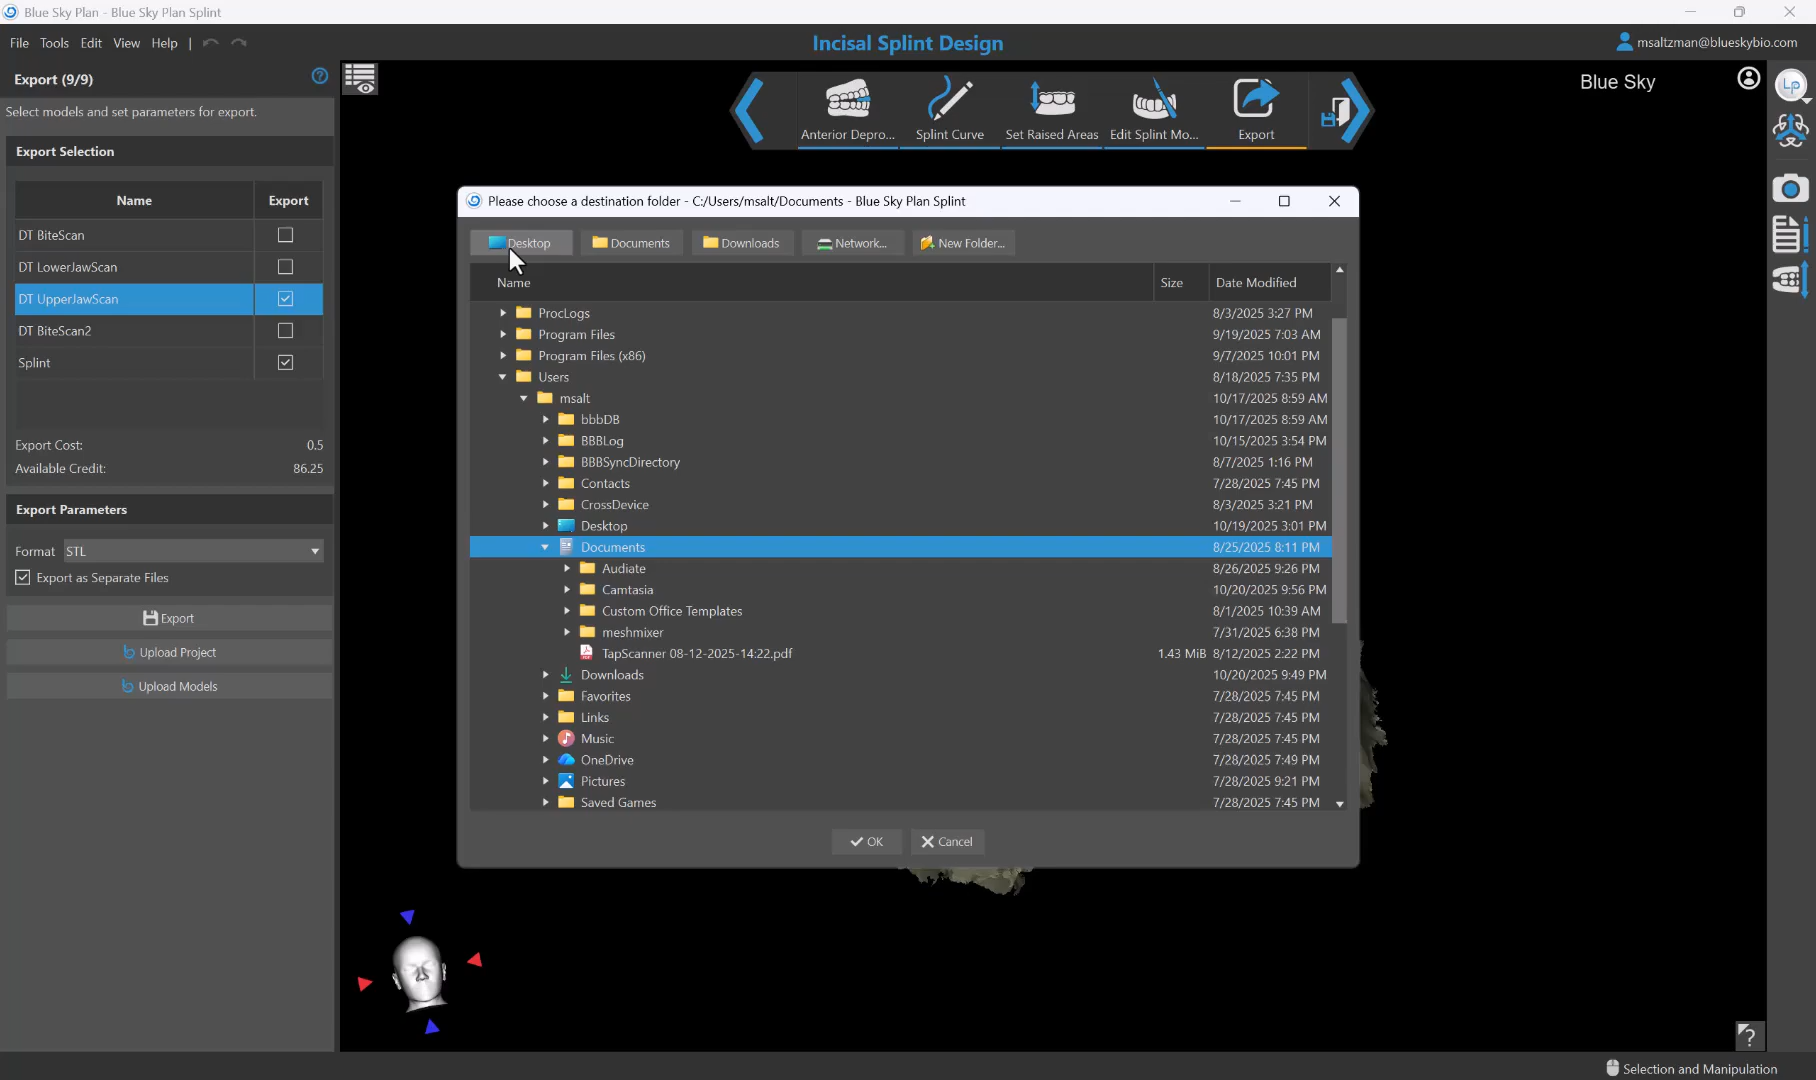 Blue Sky Plan - Blue Sky Plan Splint
File Tools Edit View Help |
Incisal Splint Design
msaltzman@blueskybio.com
Export (9/9)
Select models and set parameters for export.
Anterior Depro...
Splint Curve
Set Raised Areas
Edit Splint Mo...
Export
Blue Sky
Lp
Export Selection
Name Export
DT BiteScan
DT LowerJawScan
DT UpperJawScan
DT BiteScan2
Splint
Export Cost: 0.5
Available Credit: 86.25
Export Parameters
Format STL
Export as Separate Files
Export
Upload Project
Upload Models
Please choose a destination folder - C:/Users/msalt/Documents - Blue Sky Plan Splint
Desktop Documents Downloads Network... New Folder...
Name Size Date Modified
ProcLogs 8/3/2025 3:27 PM
Program Files 9/19/2025 7:03 AM
Program Files (x86) 9/7/2025 10:01 PM
Users 8/18/2025 7:35 PM
msalt 10/17/2025 8:59 AM
bbbDB 10/17/2025 8:59 AM
BBBLog 10/15/2025 3:54 PM
BBBSyncDirectory 8/7/2025 1:16 PM
Contacts 7/28/2025 7:45 PM
CrossDevice 8/3/2025 3:21 PM
Desktop 10/19/2025 3:01 PM
Documents 8/25/2025 8:11 PM
Audiate 8/26/2025 9:26 PM
Camtasia 10/20/2025 9:56 PM
Custom Office Templates 8/1/2025 10:39 AM
meshmixer 7/31/2025 6:38 PM
TapScanner 08-12-2025-14:22.pdf 1.43 MiB 8/12/2025 2:22 PM
Downloads 10/20/2025 9:49 PM
Favorites 7/28/2025 7:45 PM
Links 7/28/2025 7:45 PM
Music 7/28/2025 7:45 PM
OneDrive 7/28/2025 7:49 PM
Pictures 7/28/2025 9:21 PM
Saved Games 7/28/2025 7:45 PM
OK Cancel
Selection and Manipulation